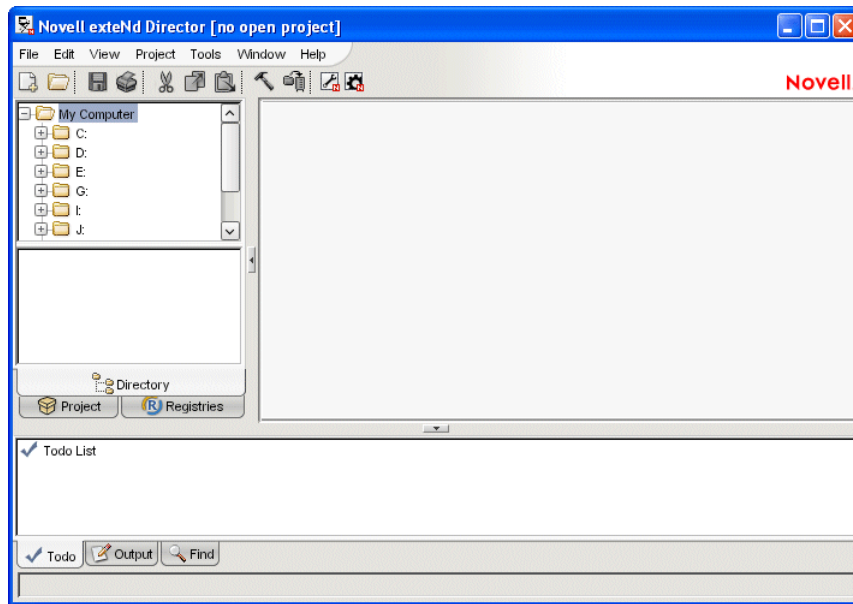 Novell exteNd Director [no open project]
File Edit View Project Tools Window Help
Novell
My Computer
C:
D:
E:
G:
I:
J:
Directory
Project Registries
Todo List
Todo Output Find